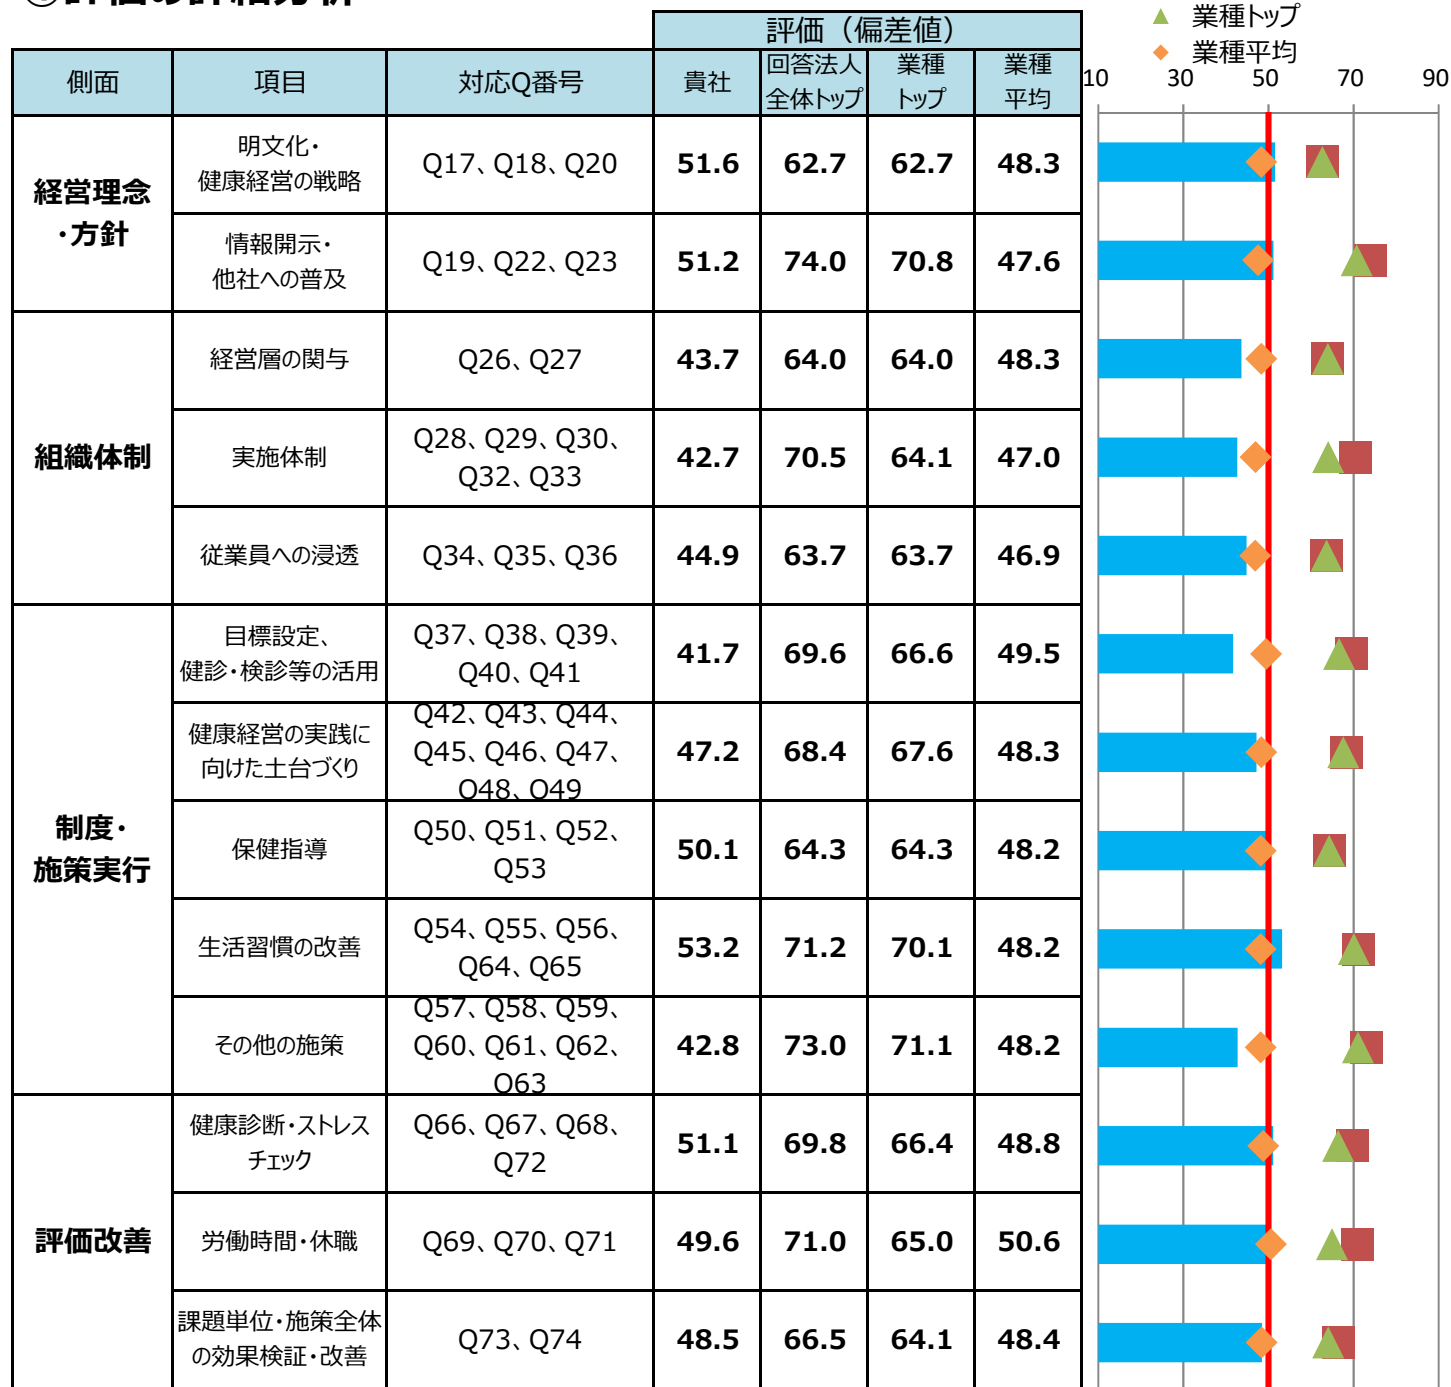 ①評価の詳細分析
▲ 業種トップ
◆ 業種平均
10 30 50 70 90
評価（偏差値）
側面 項目 対応Q番号 貴社 回答法人 業種 業種
全体トップ トップ 平均
経営理念
・方針
明文化・
健康経営の戦略
Q17、Q18、Q20 51.6 62.7 62.7 48.3
情報開示・
他社への普及
Q19、Q22、Q23 51.2 74.0 70.8 47.6
組織体制
経営層の関与 Q26、Q27 43.7 64.0 64.0 48.3
実施体制
Q28、Q29、Q30、
Q32、Q33
42.7 70.5 64.1 47.0
従業員への浸透 Q34、Q35、Q36 44.9 63.7 63.7 46.9
制度・
施策実行
目標設定、
健診・検診等の活用
Q37、Q38、Q39、
Q40、Q41
41.7 69.6 66.6 49.5
健康経営の実践に
向けた土台づくり
Q42、Q43、Q44、
Q45、Q46、Q47、
Q48、Q49
47.2 68.4 67.6 48.3
保健指導
Q50、Q51、Q52、
Q53
50.1 64.3 64.3 48.2
生活習慣の改善
Q54、Q55、Q56、
Q64、Q65
53.2 71.2 70.1 48.2
その他の施策
Q57、Q58、Q59、
Q60、Q61、Q62、
Q63
42.8 73.0 71.1 48.2
評価改善
健康診断・ストレス
チェック
Q66、Q67、Q68、
Q72
51.1 69.8 66.4 48.8
労働時間・休職 Q69、Q70、Q71 49.6 71.0 65.0 50.6
課題単位・施策全体
の効果検証・改善
Q73、Q74 48.5 66.5 64.1 48.4